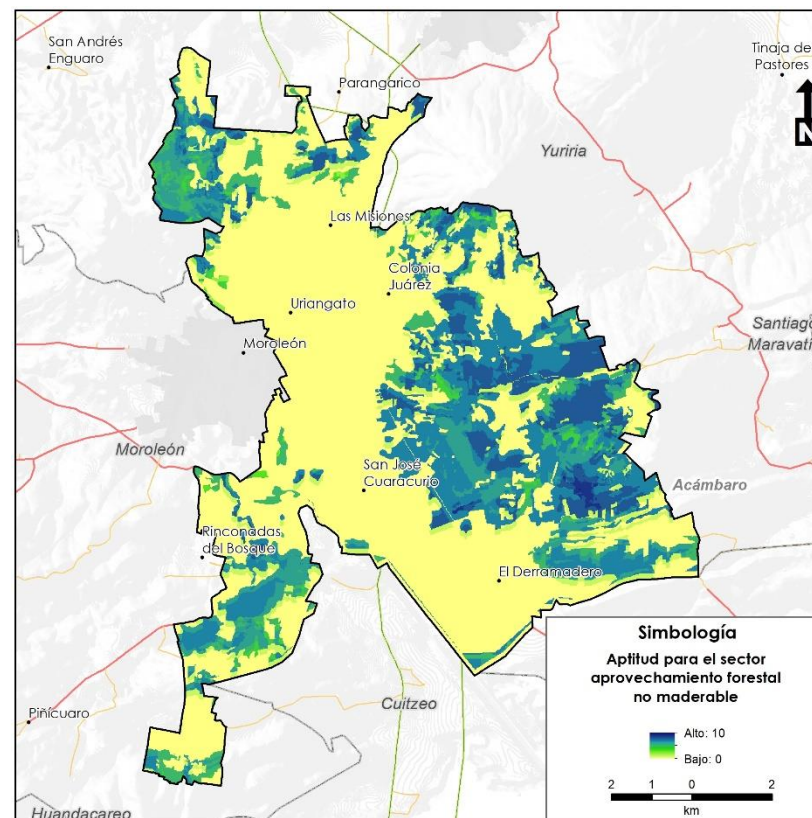 San Andrés
Enguaro
Tinaja de
Pastores
Parangarico
N
Yuriria
Las Misiones
Colonia
Juárez
Uriangato
Santiago
Maravatí
Moroleón
Moroleón
San José
Cuaracurio
Acámbaro
Rinconadas
del Bosque
El Derramadero
Simbología
Aptitud para el sector
aprovechamiento forestal
no maderable
Piñícuaro
Cuitzeo
Alto: 10
Bajo: 0
2 1 0 2
km
Huandacareo